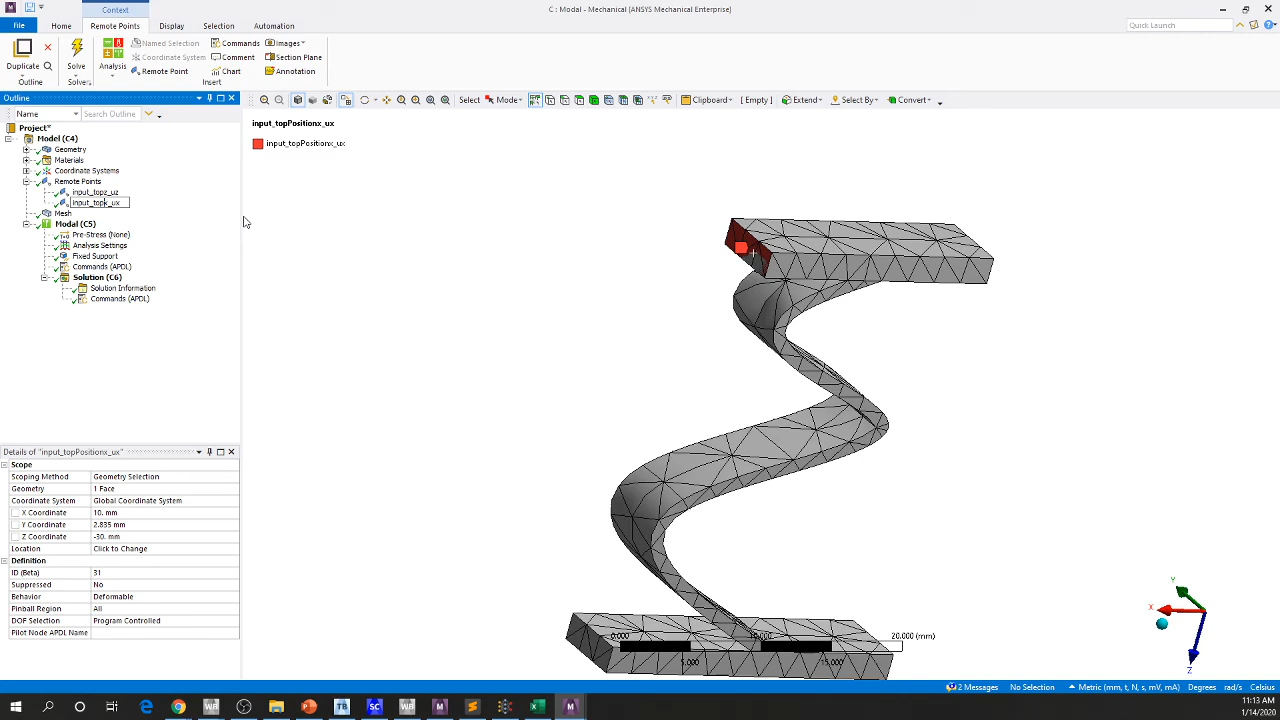 Context
C : Modal - Mechanical (ANSYS Mechanical Enterprise)
File
Home
Remote Points
Display
Selection
Automation
Quick Launch
Duplicate
Solve
Analysis
Named Selection
Coordinate System
Remote Point
Commands
Comment
Chart
Images
Section Plane
Annotation
Outline
Solver
Insert
Outline
Select
Mode
Clipboard
[ Empty ]
Extend
Select By
Convert
Name
Search Outline
Project*
Model (C4)
Geometry
Materials
Coordinate Systems
Remote Points
input_topz_uz
input_topx_ux
Mesh
Modal (C5)
Pre-Stress (None)
Analysis Settings
Fixed Support
Commands (APDL)
Solution (C6)
Solution Information
Commands (APDL)
input_topPositionx_ux
input_topPositionx_ux
Details of "input_topPositionx_ux"
Scope
Scoping Method Geometry Selection
Geometry 1 Face
Coordinate System Global Coordinate System
X Coordinate 10. mm
Y Coordinate 2.835 mm
Z Coordinate -30. mm
Location Click to Change
Definition
ID (Beta) 31
Suppressed No
Behavior Deformable
Pinball Region All
DOF Selection Program Controlled
Pilot Node APDL Name
0.000
20.000 (mm)
5.000
15.000
Y
X
Z
2 Messages
No Selection
Metric (mm, t, N, s, mV, mA)
Degrees
rad/s
Celsius
WB
TB
SC
WB
M
M
11:13 AM
1/14/2020